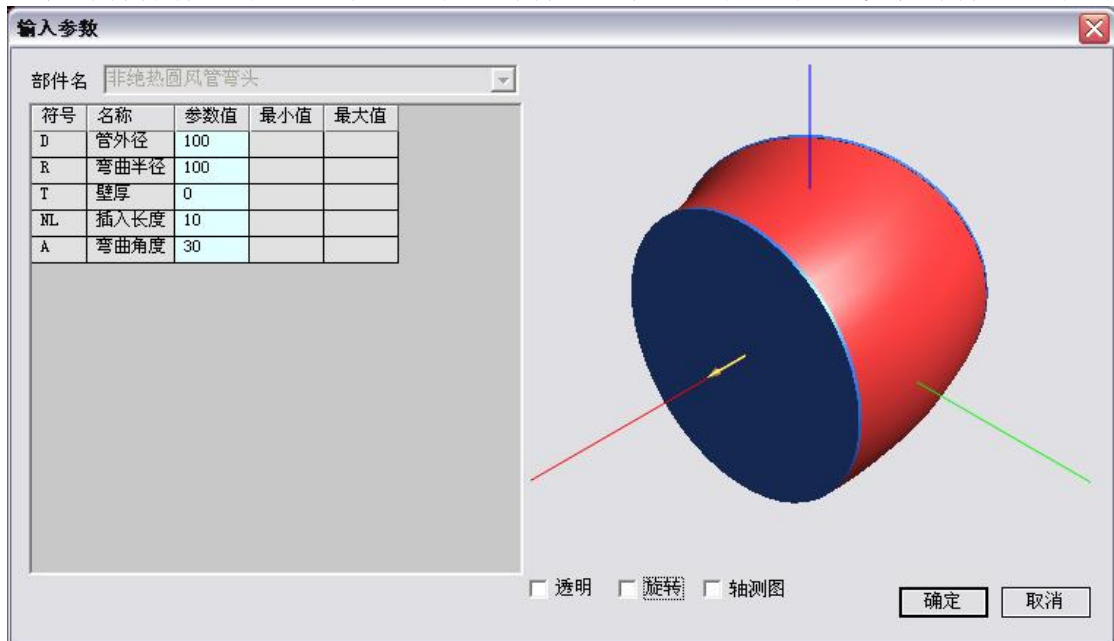 输入参数
部件名 非绝热圆风管弯头
符号 名称 参数值 最小值 最大值
D 管外径 100
R 弯曲半径 100
T 壁厚 0
NL 插入长度 10
A 弯曲角度 30
透明 旋转 轴测图
确定 取消